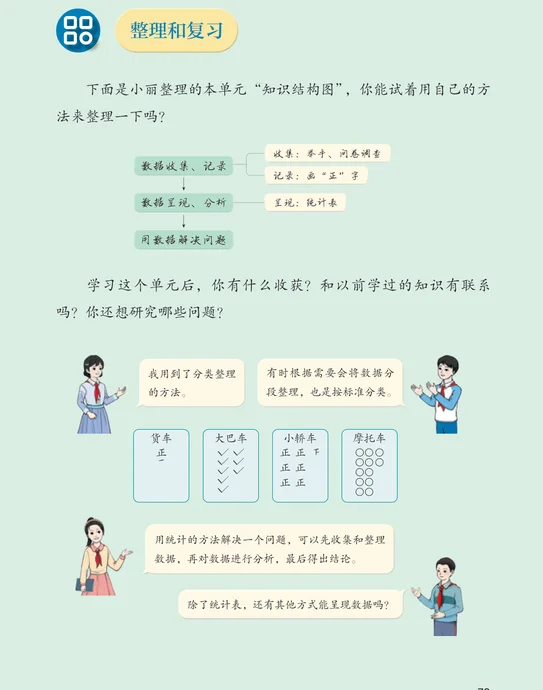 整理和复习
下面是小丽整理的本单元“知识结构图”，你能试着用自己的方
法来整理一下吗？
数据收集、记录
收集：举手、问卷调查
记录：画“正”字
数据呈现、分析
呈现：统计表
用数据解决问题
学习这个单元后，你有什么收获？和以前学过的知识有联系
吗？你还想研究哪些问题？
我用到了分类整理
的方法。
有时根据需要会将数据分
段整理，也是按标准分类。
货车
正
大巴车
小轿车
正 正
正 正
正 正
摩托车
用统计的方法解决一个问题，可以先收集和整理
数据，再对数据进行分析，最后得出结论。
除了统计表，还有其他方式能呈现数据吗？